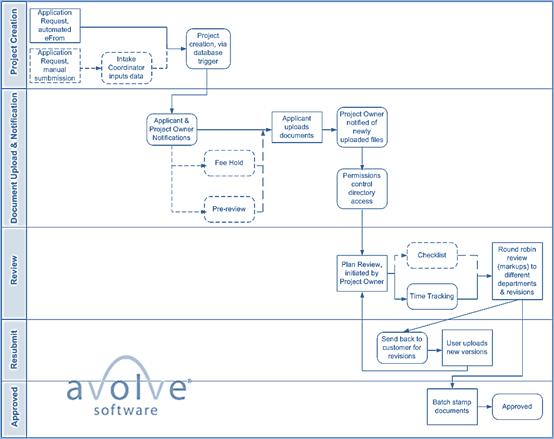 Project Creation
Application
Request,
automated
eFrom
Application
Request,
manual
sumbmission
Intake
Coordinator
inputs data
Project
creation, via
database
trigger
Document Upload & Notification
Applicant &
Project Owner
Notifications
Fee Hold
Pre-review
Applicant
uploads
documents
Project Owner
notified of
newly
uploaded files
Permissions
control
directory
access
Review
Plan Review,
initiated by
Project Owner
Checklist
Time Tracking
Round robin
review
(markups) to
different
departments
& revisions
Resubmit
Send back to
customer for
revisions
User uploads
new versions
Approved
avolve
software
Batch stamp
documents
Approved